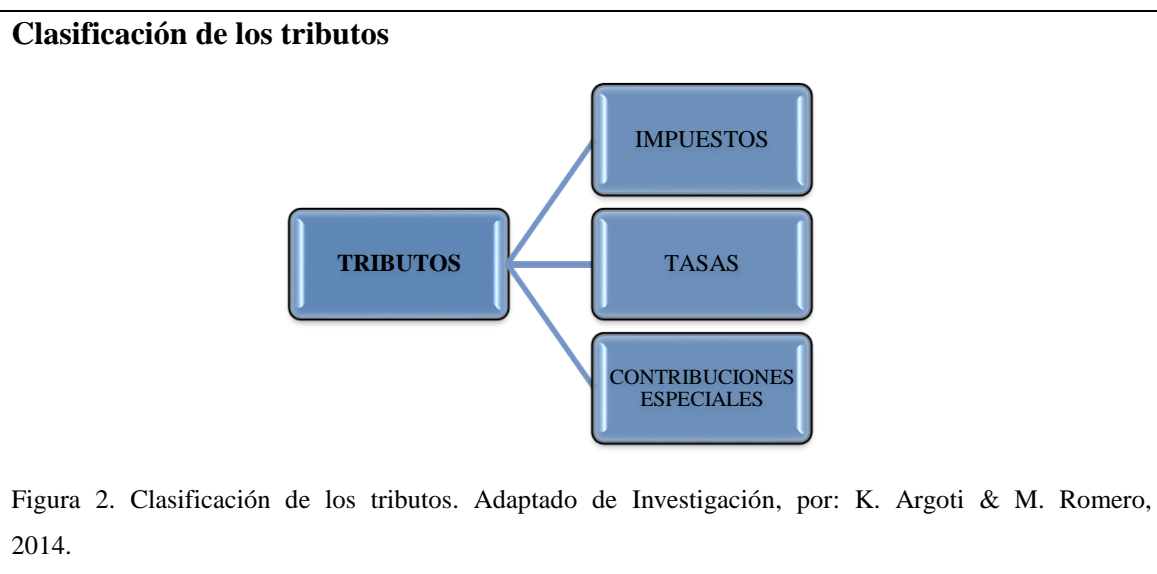 Clasificación de los tributos
IMPUESTOS
TRIBUTOS
TASAS
CONTRIBUCIONES
ESPECIALES
Figura 2. Clasificación de los tributos. Adaptado de Investigación, por: K. Argoti & M. Romero,
2014.